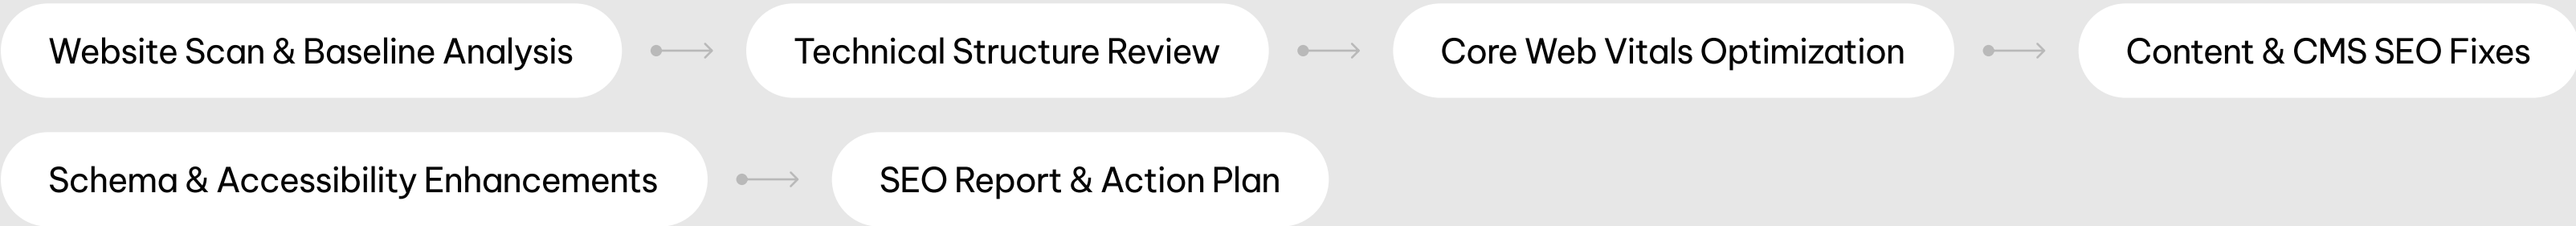 Website Scan & Baseline Analysis
Technical Structure Review
Core Web Vitals Optimization
Content & CMS SEO Fixes
Schema & Accessibility Enhancements
SEO Report & Action Plan